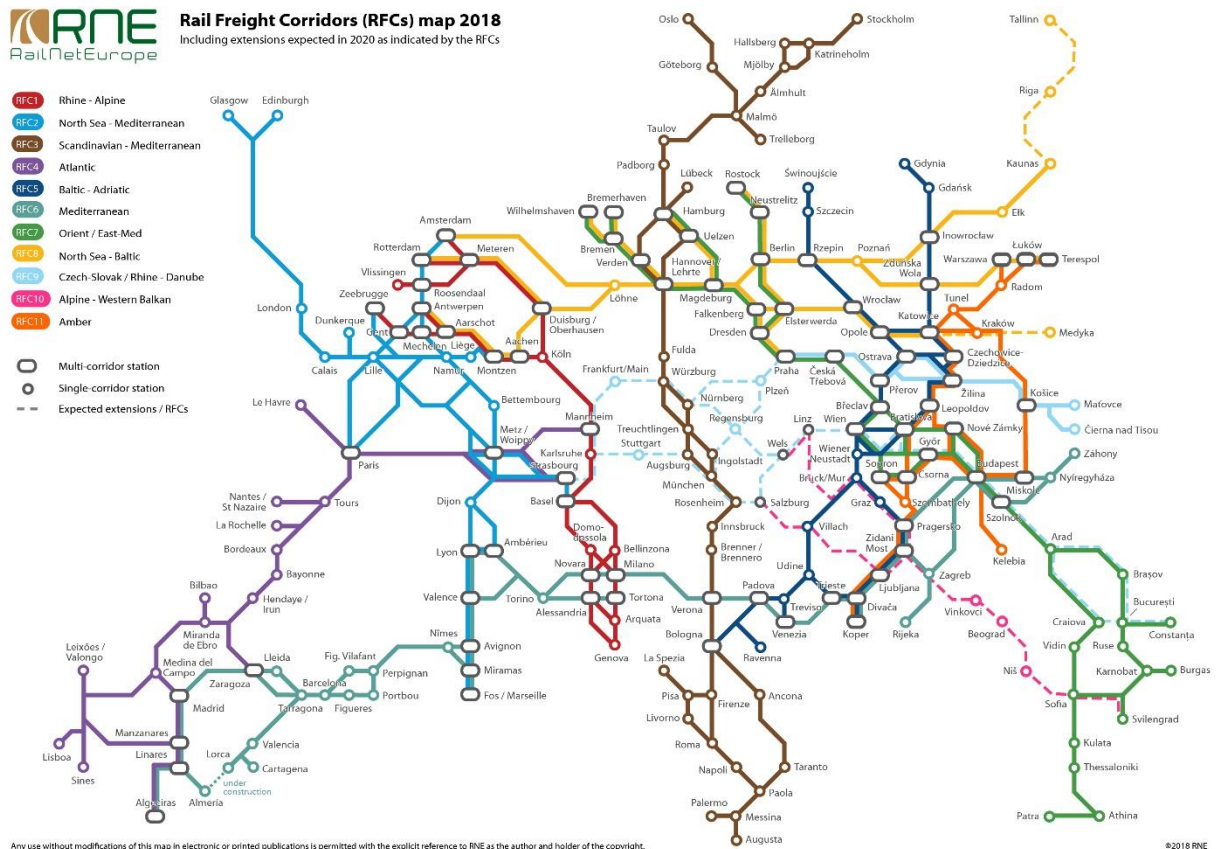 RNE
RailNetEurope
Rail Freight Corridors (RFCs) map 2018
Including extensions expected in 2020 as indicated by the RFCs
RFC1 Rhine - Alpine
RFC2 North Sea - Mediterranean
RFC3 Scandinavian - Mediterranean
RFC4 Atlantic
RFC5 Baltic - Adriatic
RFC6 Mediterranean
RFC7 Orient / East-Med
RFC8 North Sea - Baltic
RFC9 Czech-Slovak / Rhine - Danube
RFC10 Alpine - Western Balkan
RFC11 Amber
Multi-corridor station
Single-corridor station
Expected extensions / RFCs
Oslo
Stockholm
Tallinn
Hallsberg
Katrineholm
Göteborg
Mjölby
Älmhult
Riga
Glasgow
Edinburgh
Malmö
Taulov
Trelleborg
Padborg
Kaunas
Gdynia
Lübeck
Rostock
Świnoujście
Gdańsk
Wilhelmshaven
Bremerhaven
Hamburg
Neustrelitz
Szczecin
Ełk
Amsterdam
Uelzen
Inowrocław
Bremen
Rotterdam
Meteren
Verden
Hannover /
Lehrte
Berlin
Rzepin
Poznań
Warszawa
Łuków
Terespol
Vlissingen
Zduńska
Wola
Radom
Zeebrugge
Roosendaal
Löhne
Magdeburg
Wrocław
Tunel
London
Antwerpen
Falkenberg
Elsterwerda
Katowice
Dunkerque
Gent
Aarschot
Duisburg /
Oberhausen
Dresden
Opole
Kraków
Medyka
Mechelen
Liège
Aachen
Calais
Lille
Namur
Montzen
Köln
Fulda
Praha
Česká
Třebová
Ostrava
Czechowice-
Dziedzice
Frankfurt/Main
Würzburg
Plzeň
Přerov
Žilina
Košice
Le Havre
Bettembourg
Nürnberg
Břeclav
Leopoldov
Maťovce
Mannheim
Regensburg
Linz
Wien
Bratislava
Nové Zámky
Čierna nad Tisou
Metz /
Woippy
Treuchtlingen
Paris
Karlsruhe
Stuttgart
Wels
Wiener
Neustadt
Győr
Záhony
Strasbourg
Augsburg
Ingolstadt
Sopron
Csorna
Budapest
Basel
München
Bruck/Mur
Miskolc
Nyíregyháza
Nantes /
St Nazaire
Tours
Dijon
Rosenheim
Salzburg
Graz
Szombathely
Szolnok
La Rochelle
Domo-
dossola
Innsbruck
Villach
Pragersko
Bordeaux
Lyon
Ambérieu
Bellinzona
Brenner /
Brennero
Zidani
Most
Arad
Bayonne
Novara
Milano
Udine
Kelebia
Brașov
Bilbao
Valence
Torino
Padova
Trieste
Ljubljana
Zagreb
Hendaye /
Irun
Alessandria
Tortona
Verona
Treviso
Divača
Vinkovci
București
Miranda
de Ebro
Arquata
Venezia
Koper
Rijeka
Beograd
Craiova
Constanța
Leixões /
Valongo
Nîmes
Avignon
Genova
Bologna
Ravenna
Vidin
Ruse
Medina del
Campo
Lleida
Fig. Vilafant
Perpignan
Miramas
La Spezia
Niš
Karnobat
Burgas
Zaragoza
Barcelona
Portbou
Fos / Marseille
Pisa
Firenze
Ancona
Sofia
Madrid
Tarragona
Figueres
Svilengrad
Manzanares
Livorno
Lisboa
Linares
Lorca
Valencia
Roma
Kulata
Sines
Cartagena
Napoli
Taranto
Thessaloniki
under
construction
Almería
Paola
Algeciras
Palermo
Messina
Patra
Athina
Augusta
Any use without modifications of this map in electronic or printed publications is permitted with the explicit reference to RNE as the author and holder of the copyright.
©2018 RNE